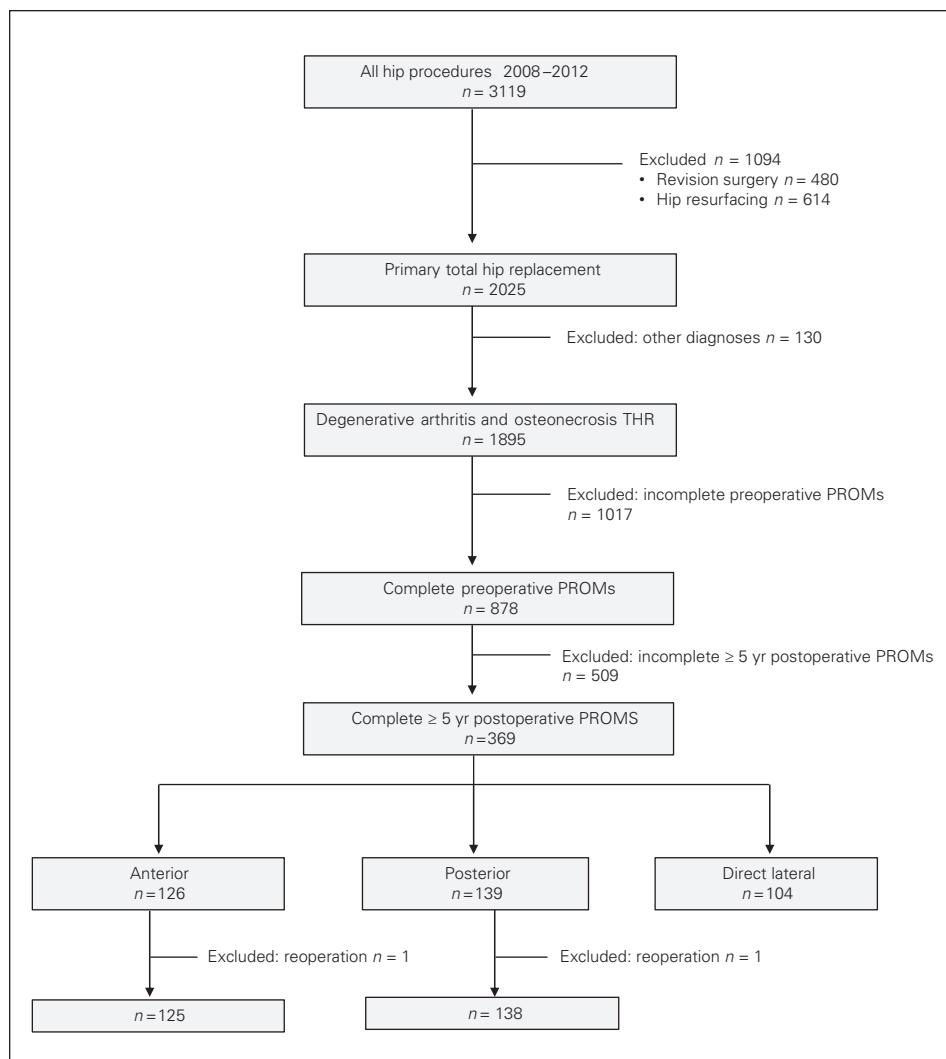 All hip procedures 2008–2012
n = 3119
Excluded n = 1094
• Revision surgery n = 480
• Hip resurfacing n = 614
Primary total hip replacement
n = 2025
Excluded: other diagnoses n = 130
Degenerative arthritis and osteonecrosis THR
n = 1895
Excluded: incomplete preoperative PROMs
n = 1017
Complete preoperative PROMs
n = 878
Excluded: incomplete ≥ 5 yr postoperative PROMs
n = 509
Complete ≥ 5 yr postoperative PROMS
n=369
Anterior
n=126
Posterior
n=139
Direct lateral
n=104
Excluded: reoperation n = 1
Excluded: reoperation n = 1
n=125
n=138